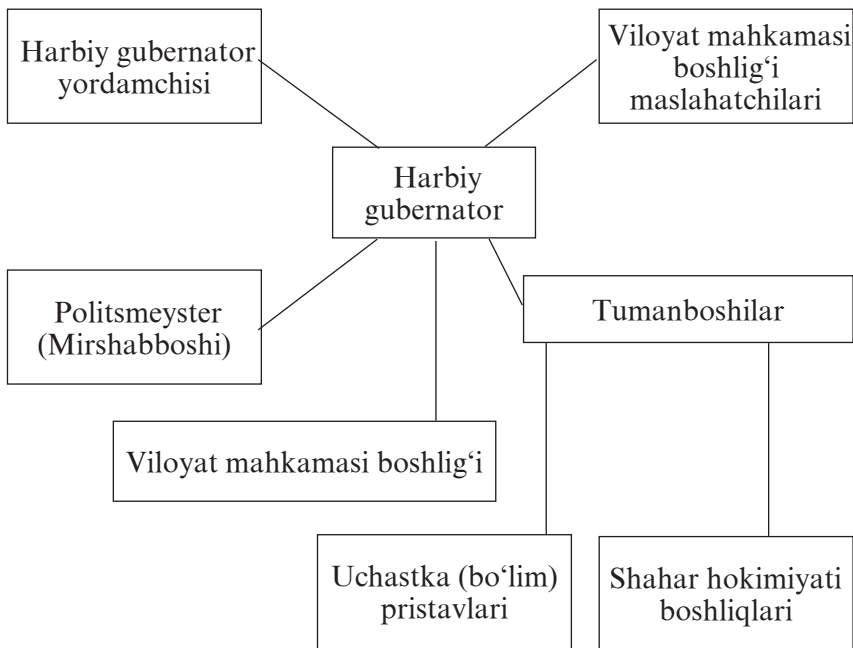 Harbiy gubernator
yordamchisi
Viloyat mahkamasi
boshlig‘i
maslahatchilari
Harbiy
gubernator
Politsmeyster
(Mirshabboshi)
Tumanboshilar
Viloyat mahkamasi boshlig‘i
Uchastka (bo‘lim)
pristavlari
Shahar hokimiyati
boshliqlari